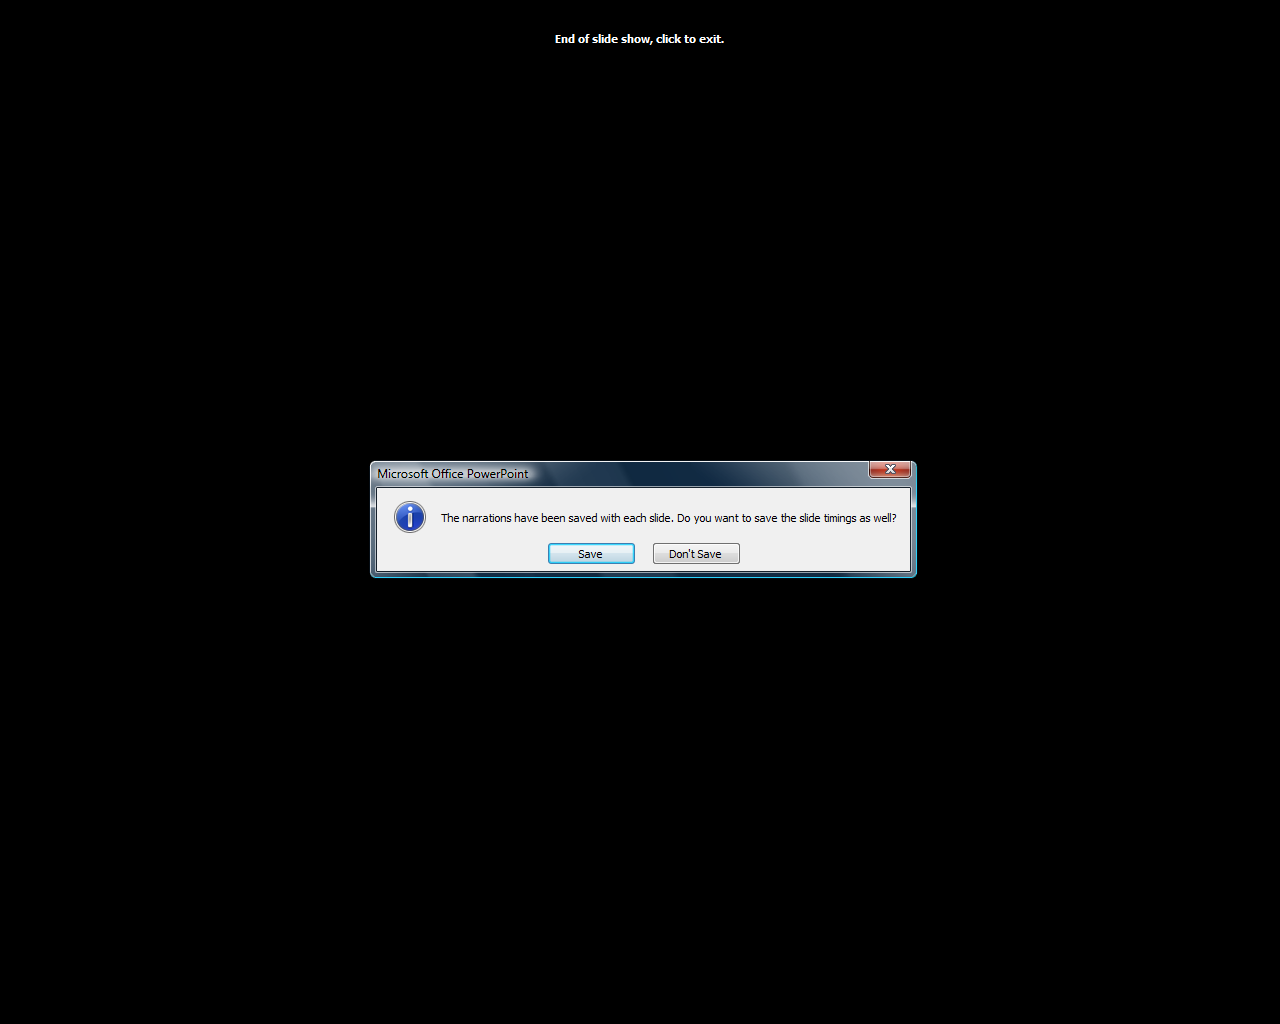 End of slide show, click to exit.
Microsoft Office PowerPoint
The narrations have been saved with each slide. Do you want to save the slide timings as well?
Save Don't Save